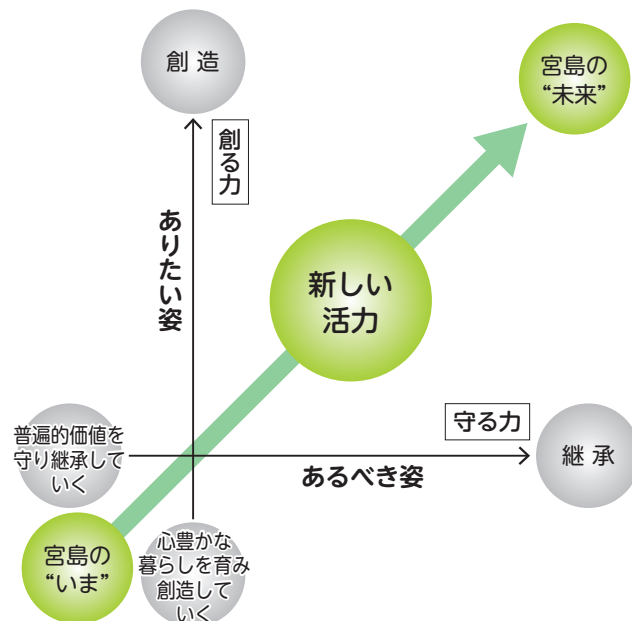 創 造
宮島の
“未来”
創る力
ありたい姿
新しい
活力
守る力
普遍的価値を
守り継承して
いく
継 承
あるべき姿
宮島の
“いま”
心豊かな
暮らしを育み
創造して
いく